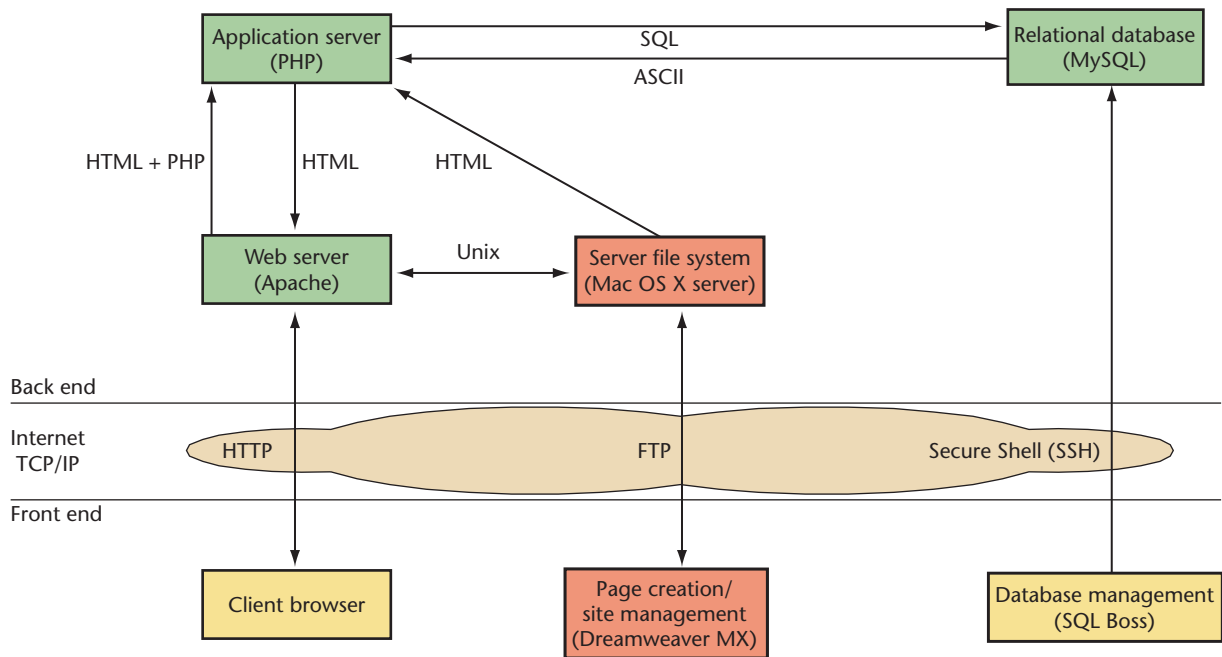 Application server
(PHP)
SQL
ASCII
Relational database
(MySQL)
HTML + PHP
HTML
HTML
Web server
(Apache)
Unix
Server file system
(Mac OS X server)
Back end
Internet
TCP/IP
HTTP
FTP
Secure Shell (SSH)
Front end
Client browser
Page creation/
site management
(Dreamweaver MX)
Database management
(SQL Boss)